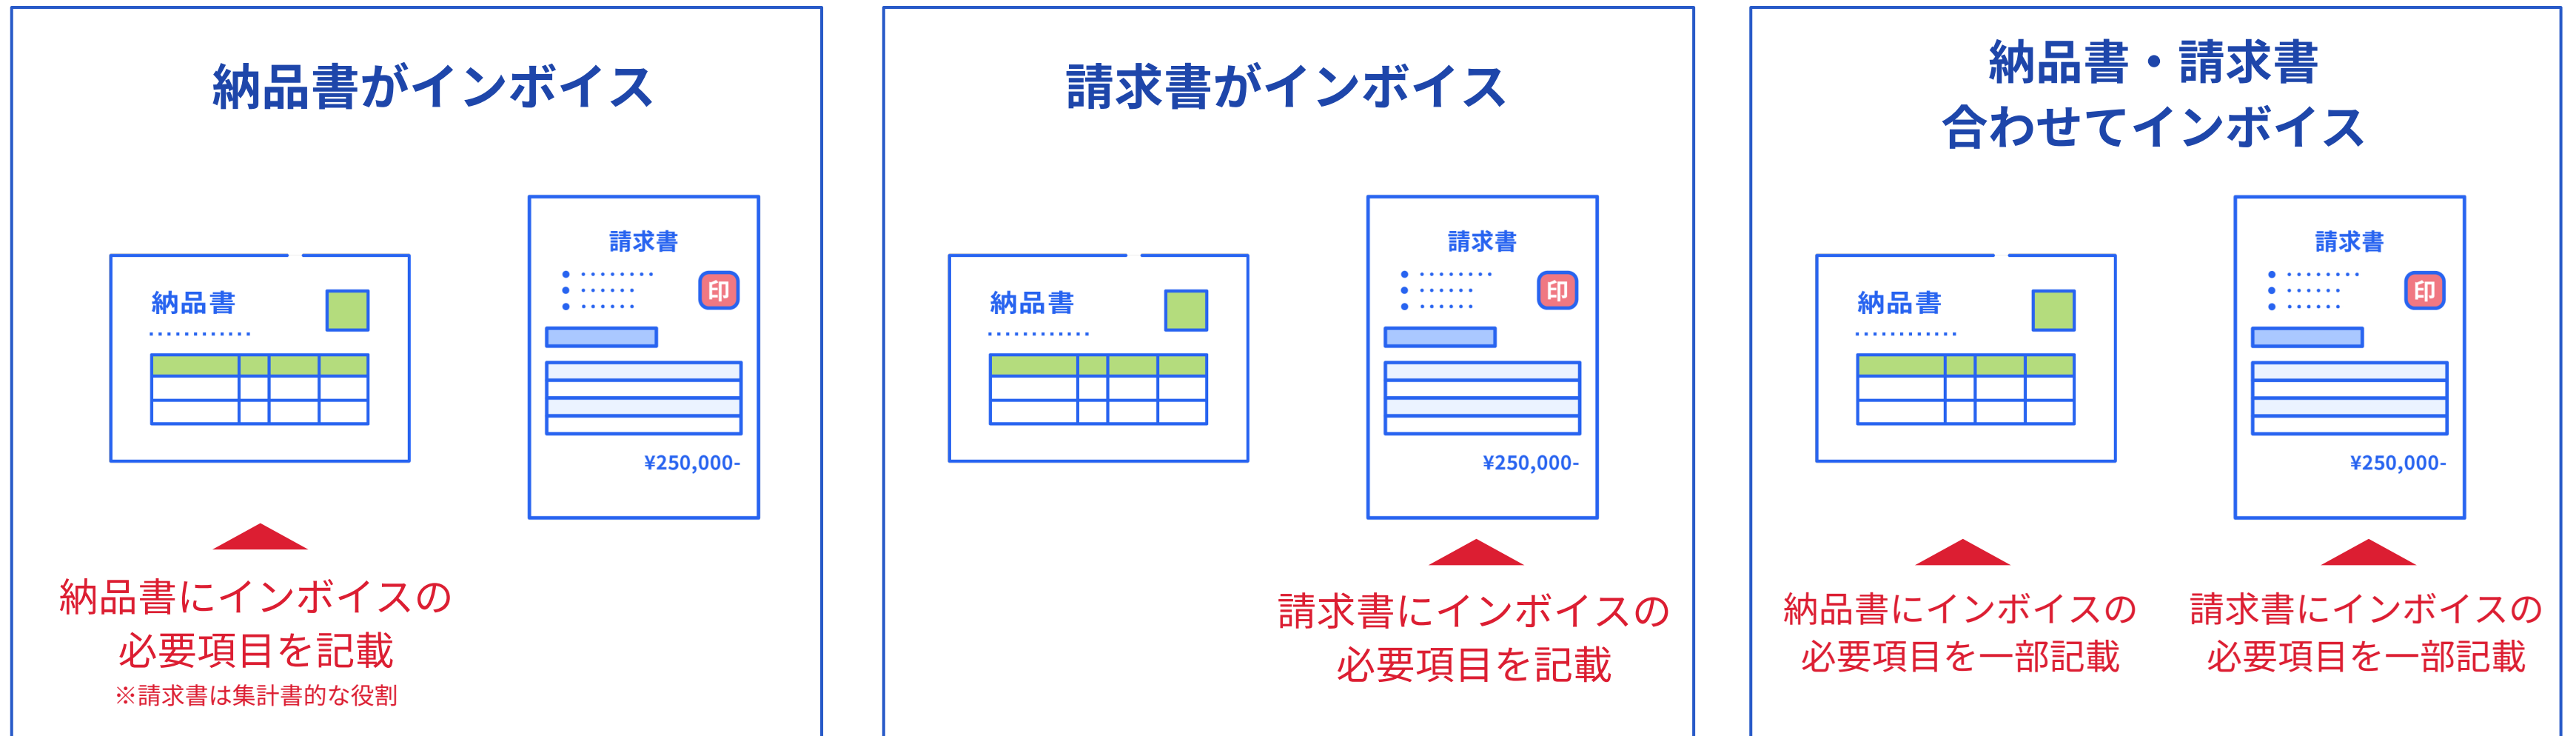 納品書がインボイス
納品書
請求書
印
¥250,000-
納品書にインボイスの
必要項目を記載
※請求書は集計書的な役割
請求書がインボイス
納品書
請求書
印
¥250,000-
請求書にインボイスの
必要項目を記載
納品書・請求書
合わせてインボイス
納品書
請求書
印
¥250,000-
納品書にインボイスの
必要項目を一部記載
請求書にインボイスの
必要項目を一部記載